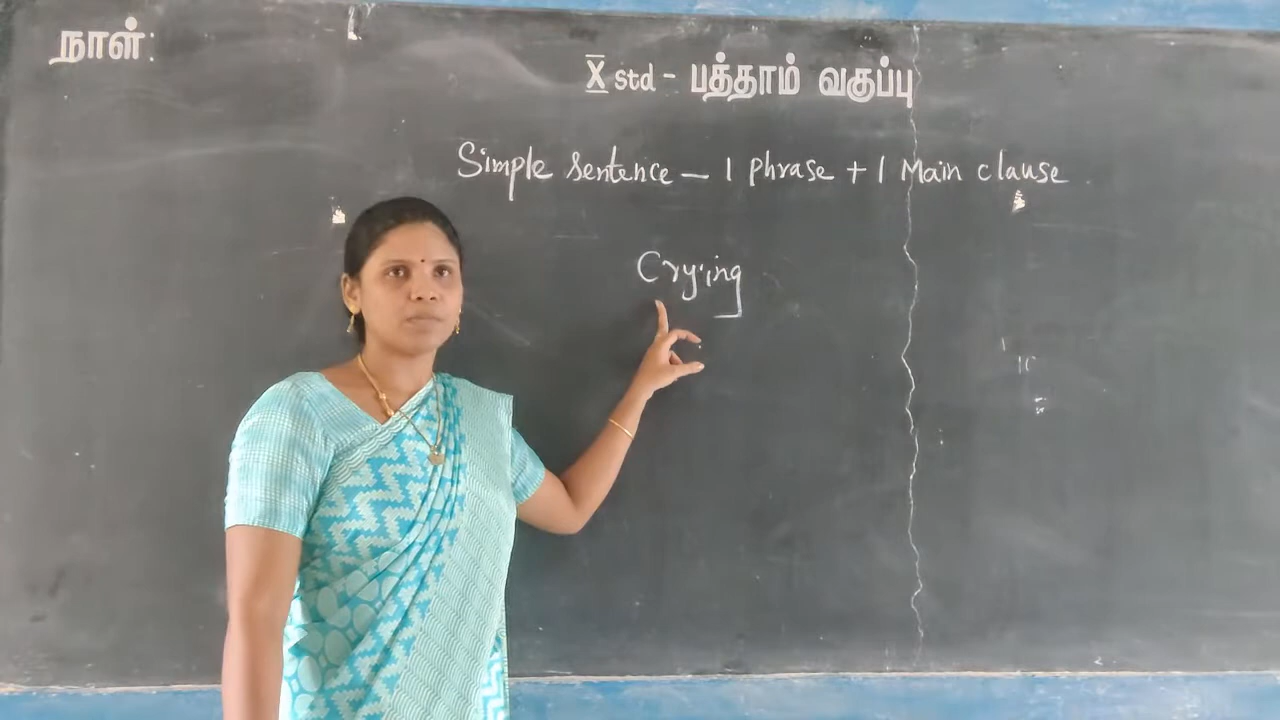 நாள்:
X std - பத்தாம் வகுப்பு
Simple sentence - 1 phrase + 1 Main clause
Crying